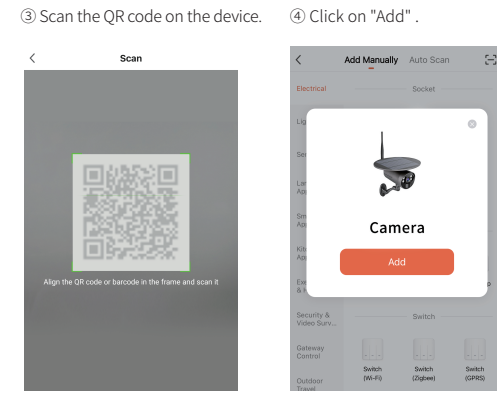 ③ Scan the QR code on the device.
④ Click on "Add" .
Scan
Align the QR code or barcode in the frame and scan it
Add Manually Auto Scan
Electrical
Socket
Camera
Add
Security &
Video Surv...
Switch
Gateway
Control
Switch
(Wi-Fi)
Switch
(Zigbee)
Switch
(GPRS)
Outdoor
Travel